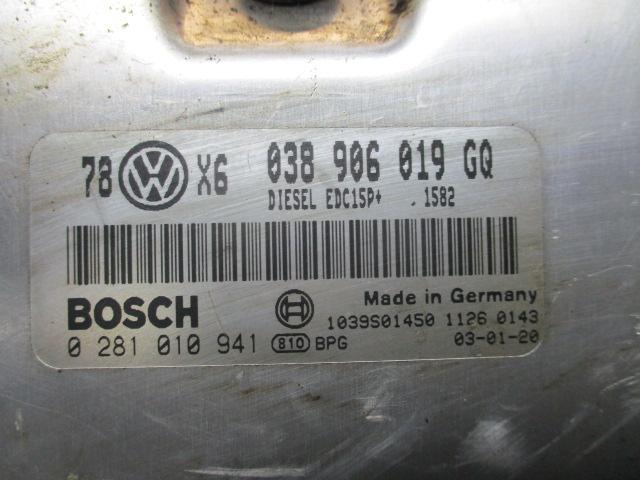 78 VW X6 038 906 019 GQ
DIESEL EDC15P+ .1582
BOSCH Made in Germany
1039S01450 1126 0143
0 281 010 941 810 BPG 03-01-20